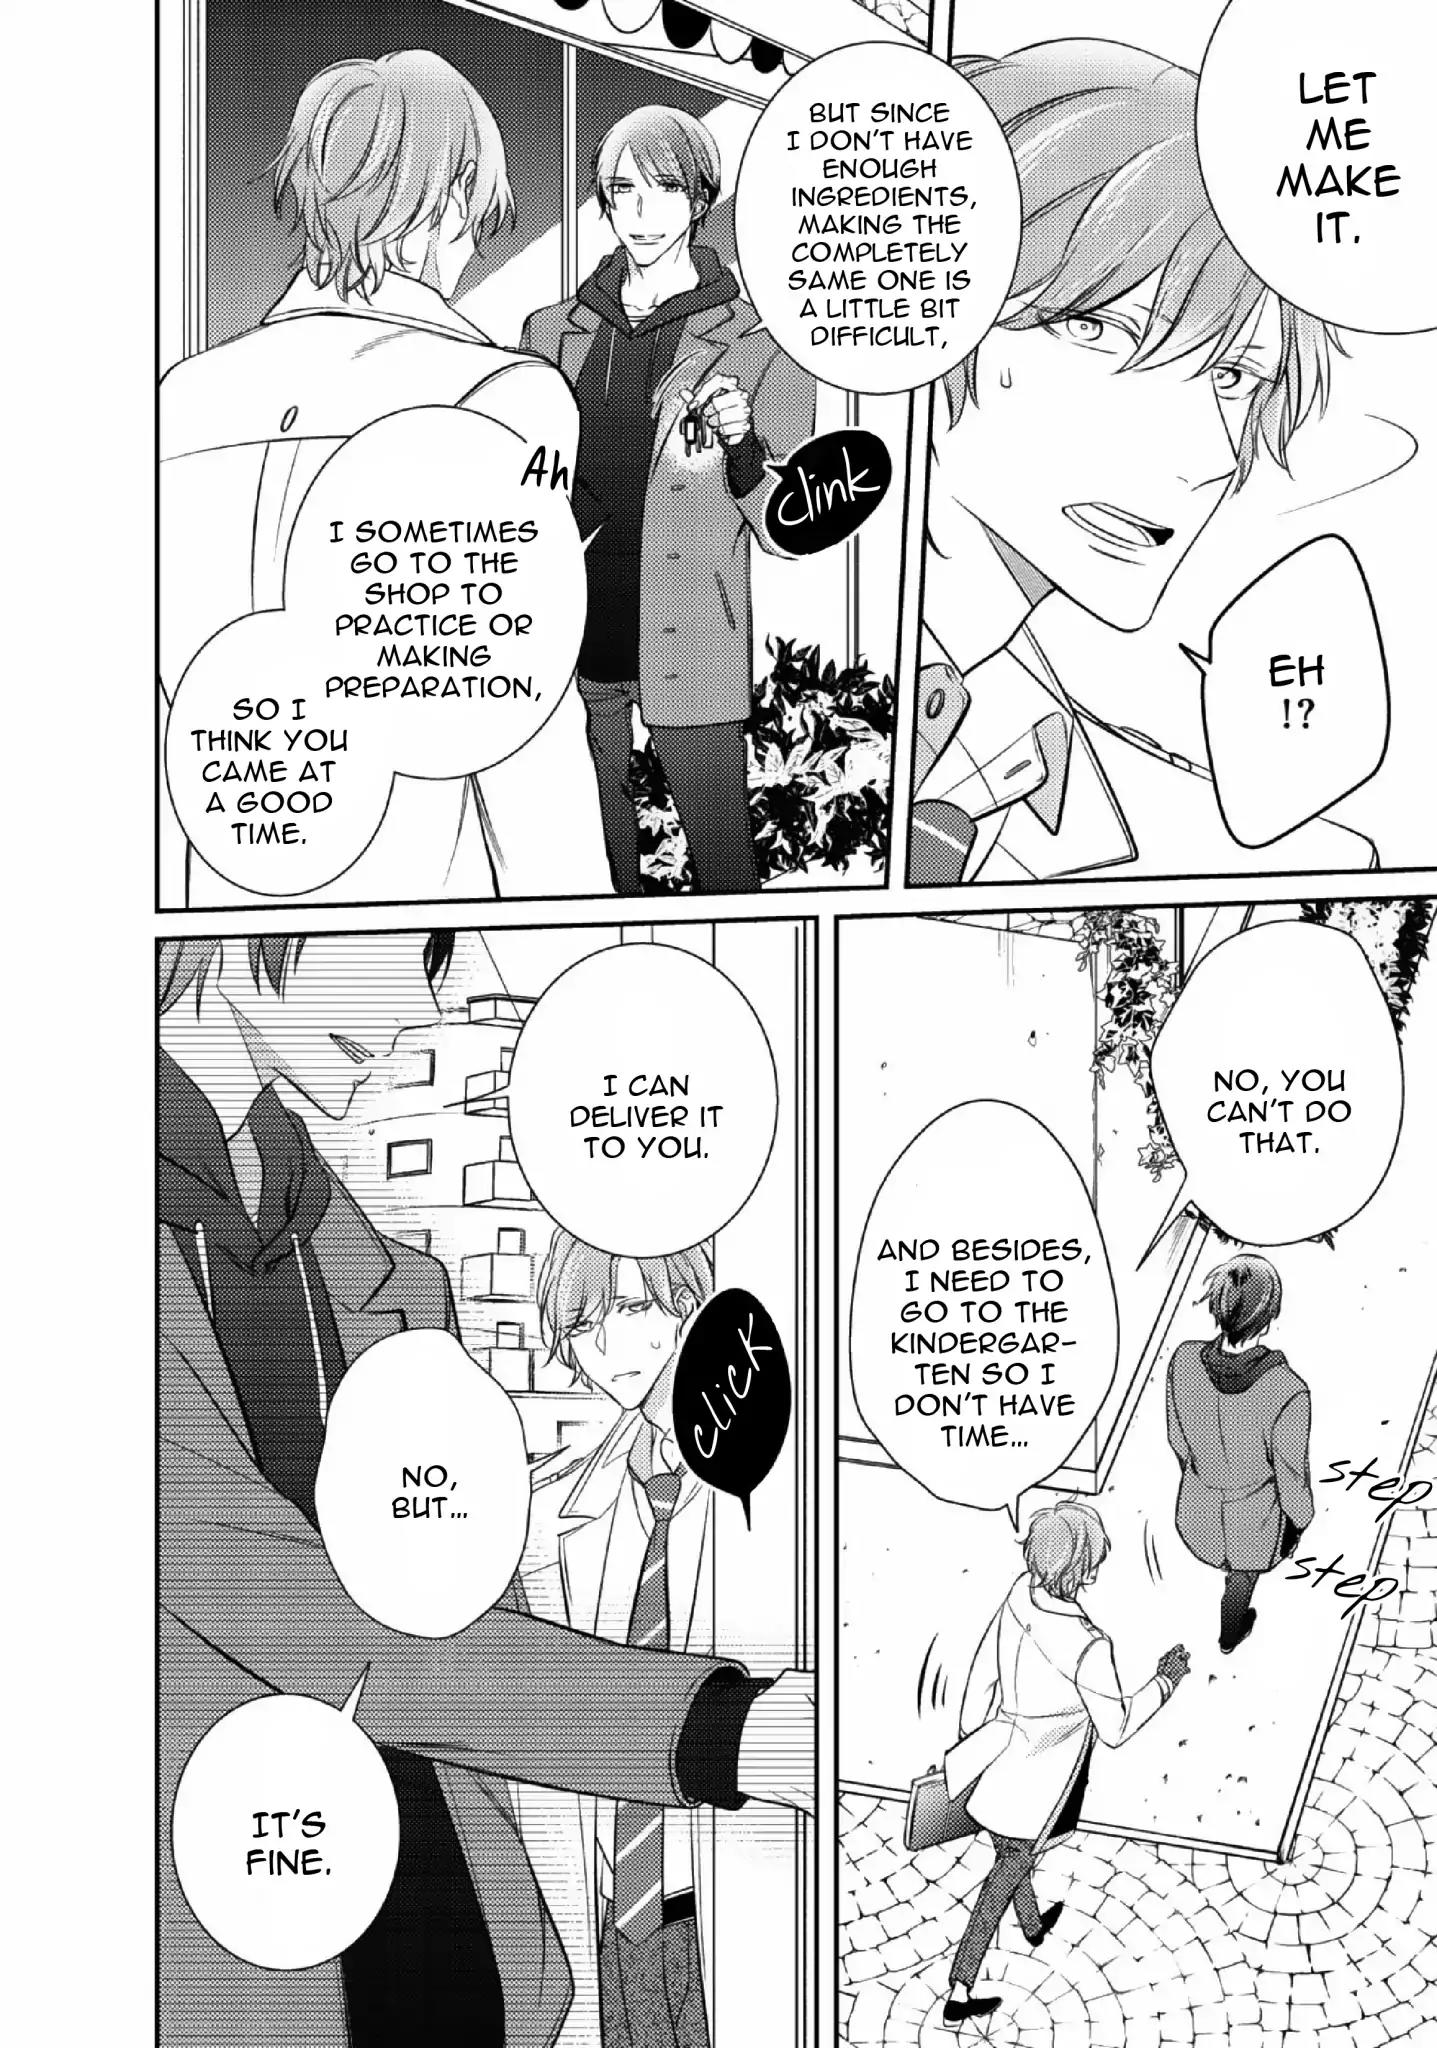 LET
ME
MAKE
IT.
EH
!?
BUT SINCE
I DON'T HAVE
ENOUGH
INGREDIENTS,
MAKING THE
COMPLETELY
SAME ONE IS
A LITTLE BIT
DIFFICULT,
clink
Ah
I SOMETIMES
GO TO THE
SHOP TO
PRACTICE OR
MAKING
PREPARATION,
SO I
THINK YOU
CAME AT
A GOOD
TIME.
NO, YOU
CAN'T DO
THAT.
AND BESIDES,
I NEED TO
GO TO THE
KINDERGAR-
TEN SO I
DON'T HAVE
TIME...
step
step
I CAN
DELIVER IT
TO YOU.
click
NO,
BUT...
IT'S
FINE.